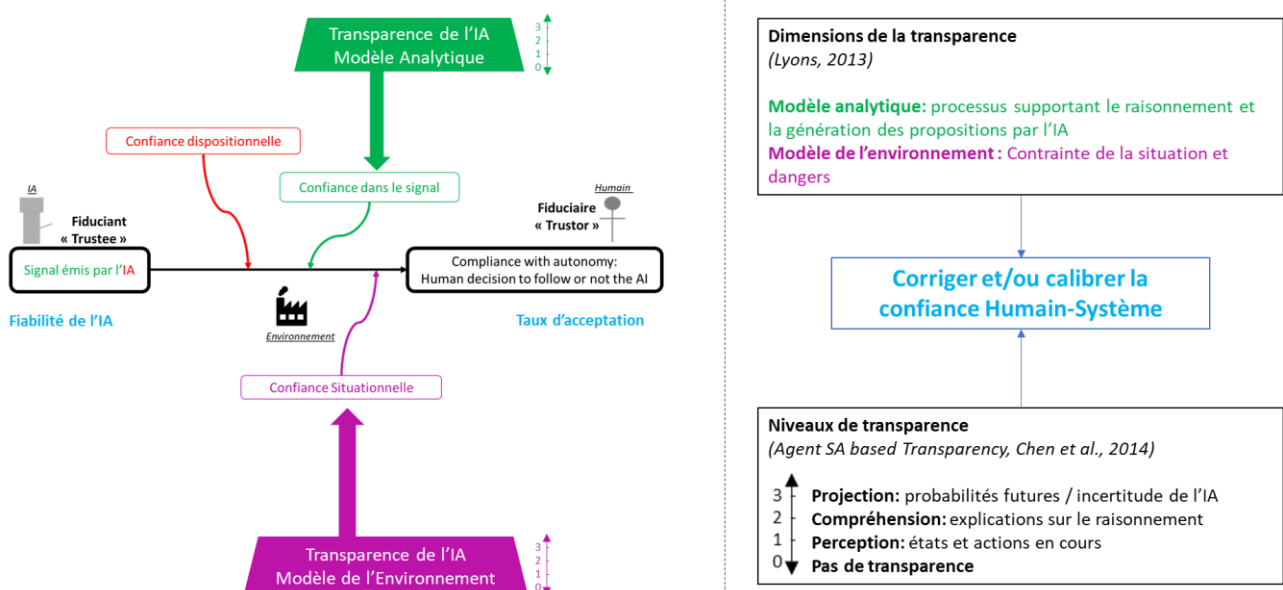 Transparence de l'IA
Modèle Analytique
3
2
1
0
Confiance dispositionnelle
Confiance dans le signal
IA
Fiduciant
« Trustee »
Humain
Fiduciaire
« Trustor »
Signal émis par l'IA
Compliance with autonomy:
Human decision to follow or not the AI
Fiabilité de l'IA
Environnement
Taux d'acceptation
Confiance Situationnelle
Transparence de l'IA
Modèle de l'Environnement
3
2
1
0
Dimensions de la transparence
(Lyons, 2013)
Modèle analytique: processus supportant le raisonnement et
la génération des propositions par l'IA
Modèle de l'environnement : Contrainte de la situation et
dangers
Corriger et/ou calibrer la
confiance Humain-Système
Niveaux de transparence
(Agent SA based Transparency, Chen et al., 2014)
3 Projection: probabilités futures / incertitude de l'IA
2 Compréhension: explications sur le raisonnement
1 Perception: états et actions en cours
0 Pas de transparence